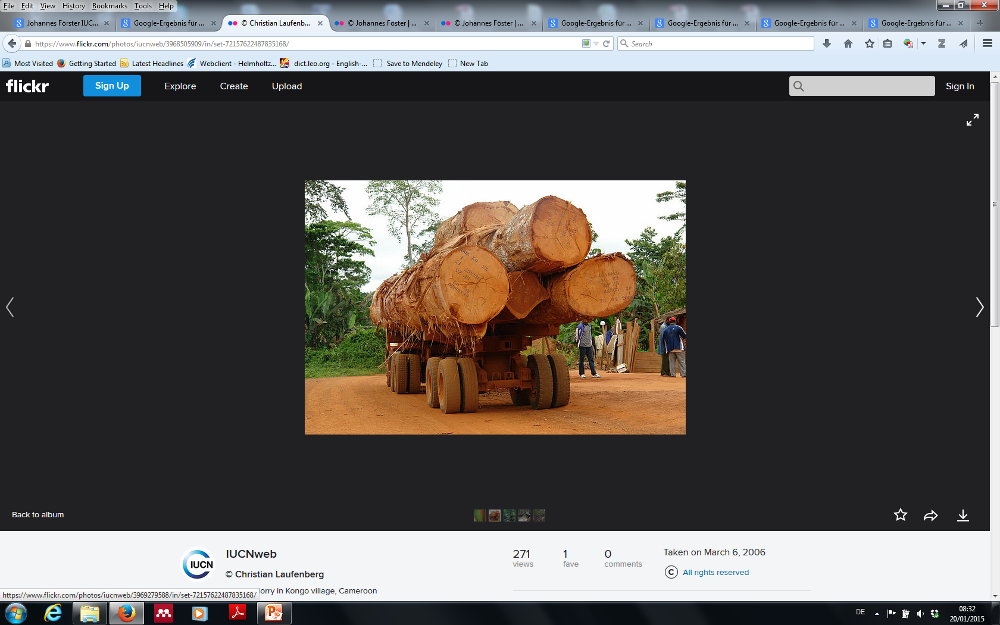 File Edit View History Bookmarks Tools Help
Johannes Förster IUC... Google-Ergebnis für ... © Christian Laufenb... © Johannes Föster | ... © Johannes Föster | ... Google-Ergebnis für ... Google-Ergebnis für ... Google-Ergebnis für ... Google-Ergebnis für ...
https://www.flickr.com/photos/iucnweb/3968505909/in/set-72157622487835168/ Search
Most Visited Getting Started Latest Headlines Webclient - Helmholtz... dict.leo.org - English-... Save to Mendeley New Tab
flickr Sign Up Explore Create Upload Sign In
Back to album
IUCN IUCNweb 271 1 0 Taken on March 6, 2006
views fave comments
© Christian Laufenberg © All rights reserved
orry in Kongo village, Cameroon
https://www.flickr.com/photos/iucnweb/3969279588/in/set-72157622487835168/
DE 08:32
20/01/2015